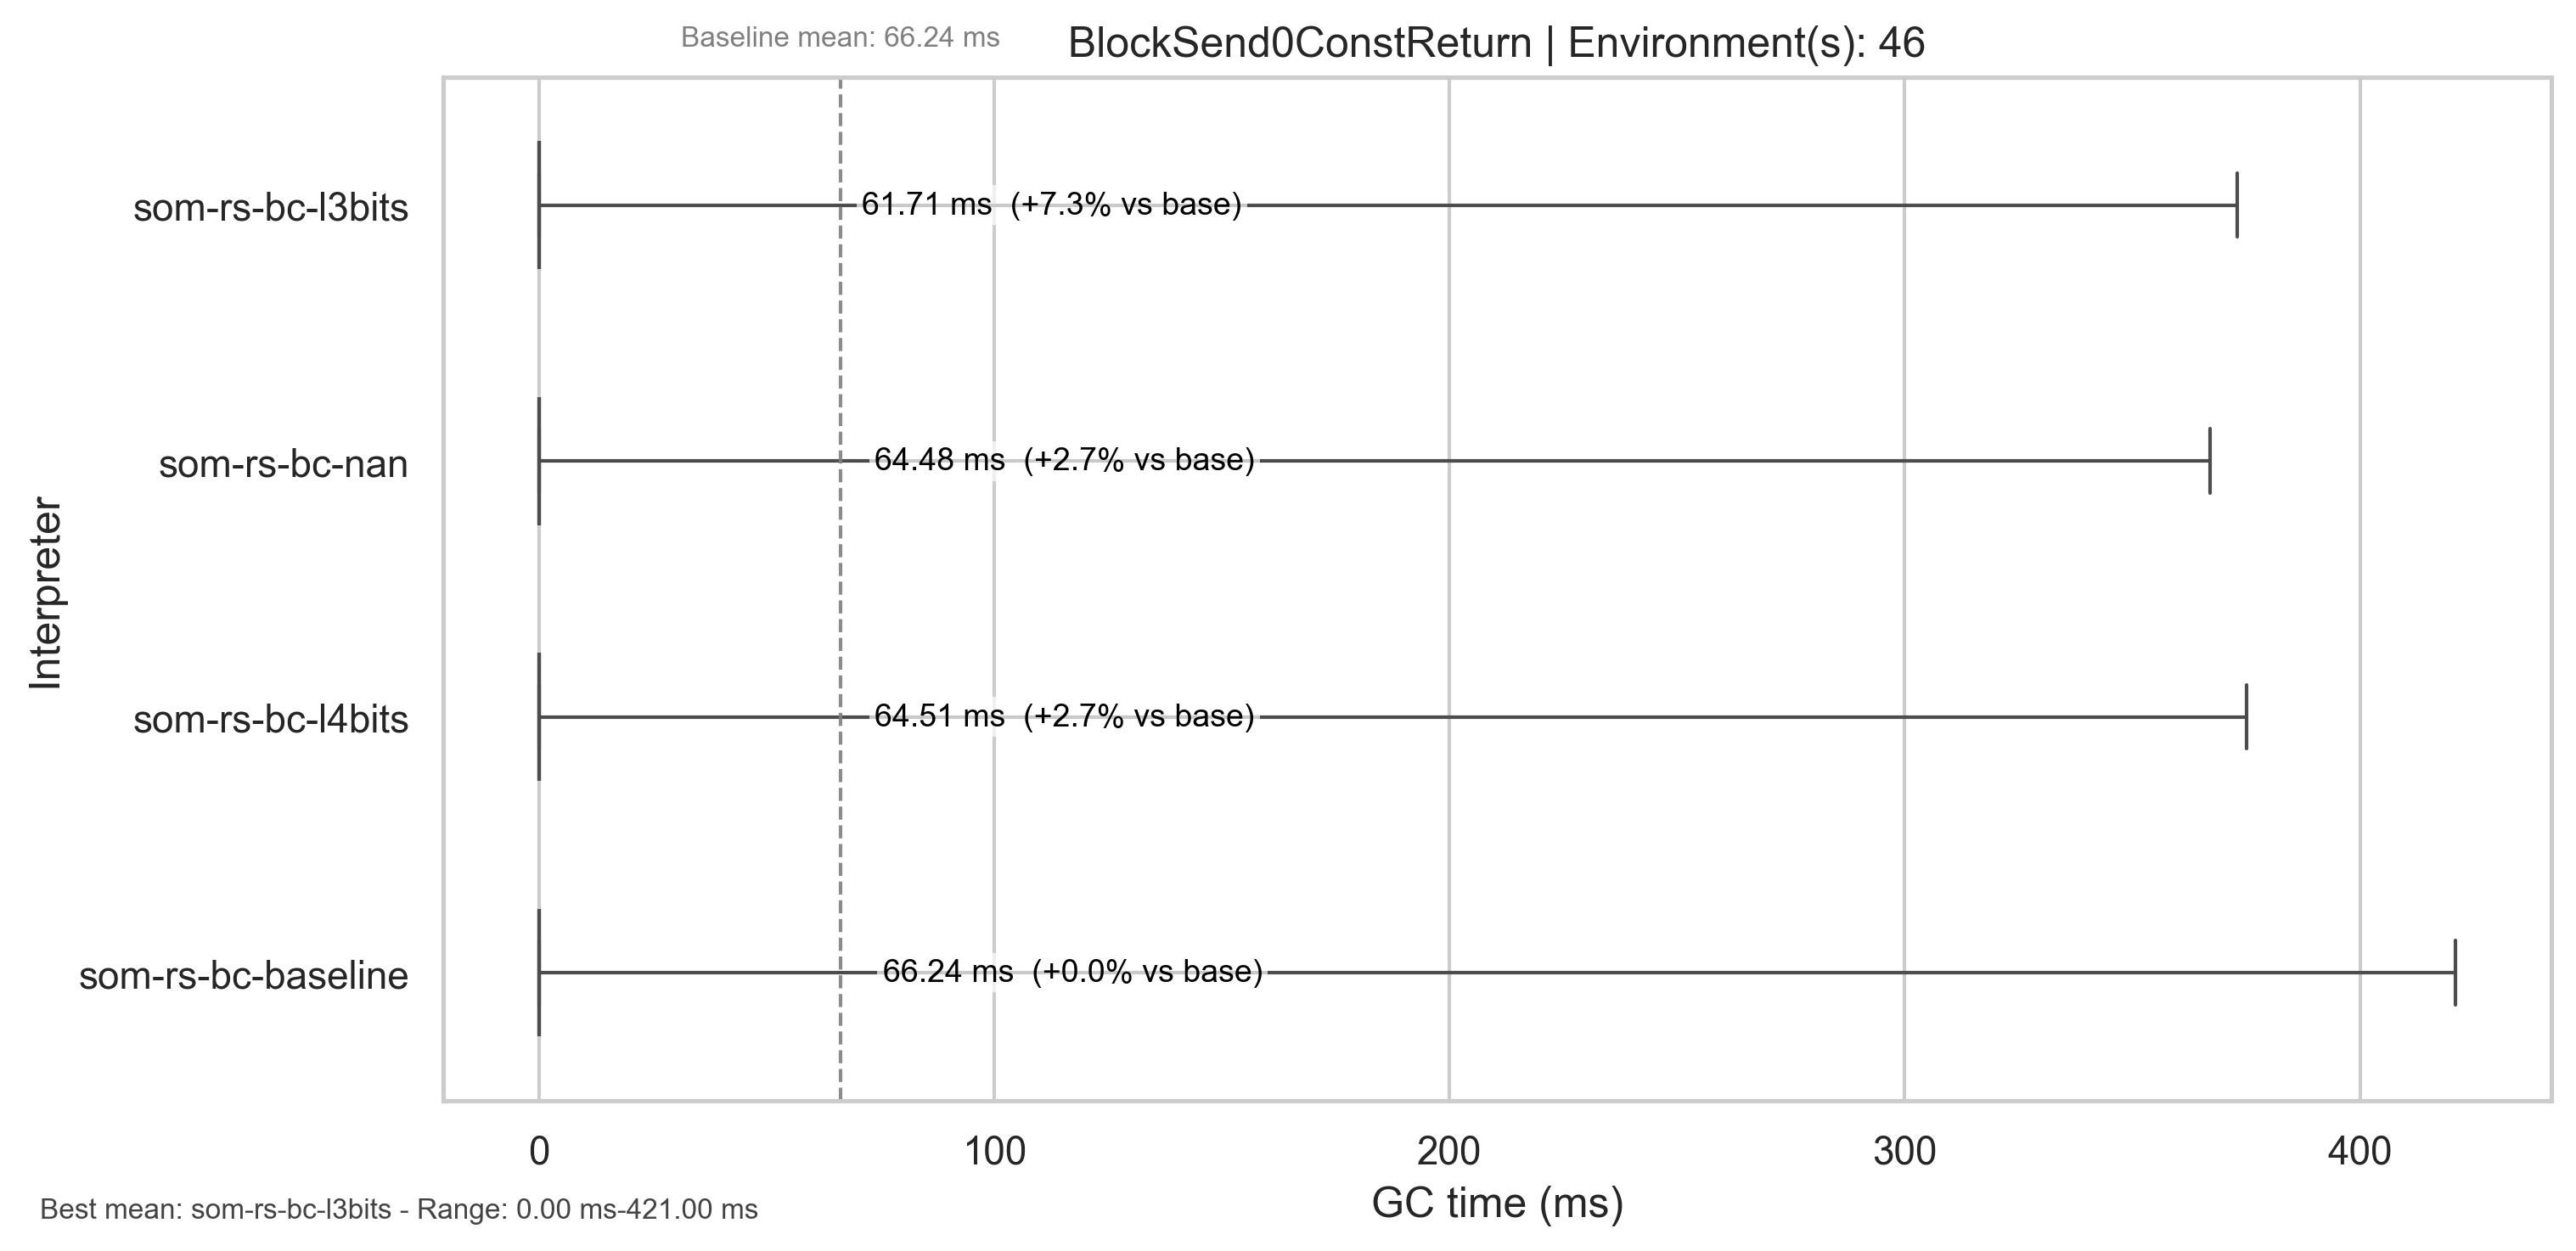 Baseline mean: 66.24 ms
BlockSend0ConstReturn | Environment(s): 46
som-rs-bc-l3bits
61.71 ms (+7.3% vs base)
som-rs-bc-nan
64.48 ms (+2.7% vs base)
Interpreter
som-rs-bc-l4bits
64.51 ms (+2.7% vs base)
som-rs-bc-baseline
66.24 ms (+0.0% vs base)
0 100 200 300 400
GC time (ms)
Best mean: som-rs-bc-l3bits - Range: 0.00 ms-421.00 ms